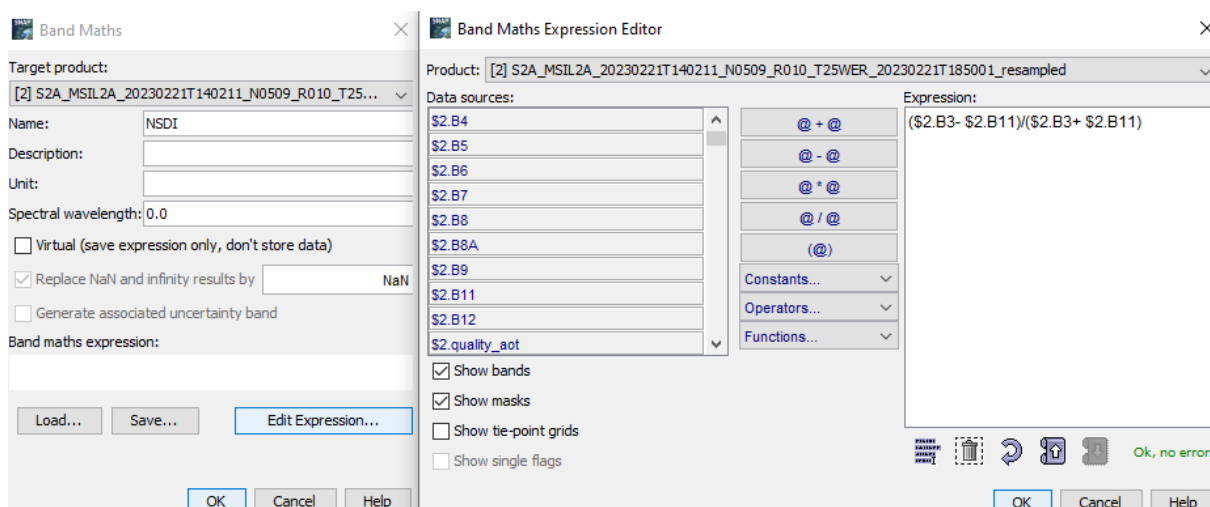 Band Maths
Target product:
[2] S2A_MSIL2A_20230221T140211_N0509_R010_T25...
Name: NSDI
Description:
Unit:
Spectral wavelength: 0.0
Virtual (save expression only, don't store data)
Replace NaN and infinity results by NaN
Generate associated uncertainty band
Band maths expression:
Load... Save... Edit Expression...
OK Cancel Help
SNAP Band Maths Expression Editor
Product: [2] S2A_MSIL2A_20230221T140211_N0509_R010_T25WER_20230221T185001_resampled
Data sources:
$2.B4
$2.B5
$2.B6
$2.B7
$2.B8
$2.B8A
$2.B9
$2.B11
$2.B12
$2.quality_aot
@ + @
@ - @
@ * @
@ / @
(@)
Constants...
Operators...
Functions...
Expression:
($2.B3- $2.B11)/($2.B3+ $2.B11)
Show bands
Show masks
Show tie-point grids
Show single flags
Ok, no error
OK Cancel Help